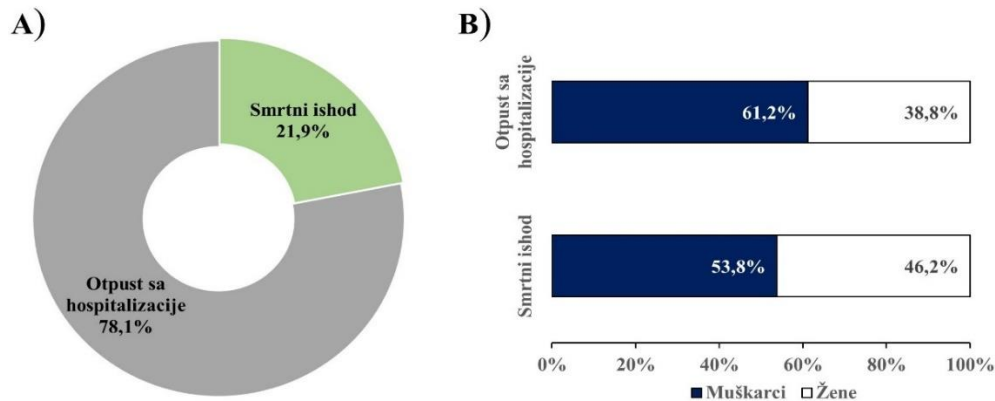 A)
Smrtni ishod
21,9%
Otpust sa
hospitalizacije
78,1%
B)
Otpust sa
hospitalizacije
61,2%
38,8%
Smrtni ishod
53,8%
46,2%
0%
20%
40%
60%
80%
100%
Muškarci
Žene